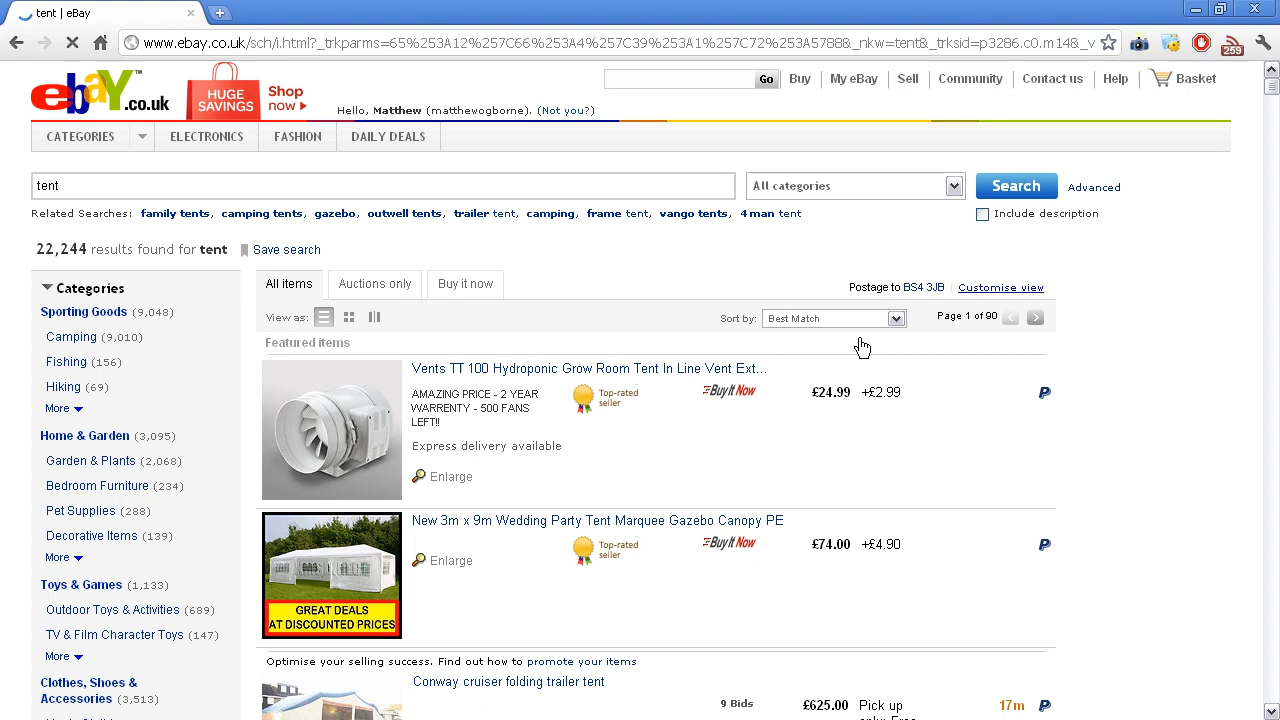 tent | eBay
www.ebay.co.uk/sch/i.html?_trkparms=65%253A12%257C66%253A4%257C39%253A1%257C72%253A5788&_nkw=tent&_trksid=p3286.c0.m14&_v
259
ebay.co.uk
HUGE SAVINGS
Shop now
Go
Buy
My eBay
Sell
Community
Contact us
Help
Basket
Hello, Matthew (matthewogborne). (Not you?)
CATEGORIES
ELECTRONICS
FASHION
DAILY DEALS
tent
All categories
Search
Advanced
Related Searches: family tents, camping tents, gazebo, outwell tents, trailer tent, camping, frame tent, vango tents, 4 man tent
Include description
22,244 results found for tent
Save search
Categories
Sporting Goods (9,048)
Camping (9,010)
Fishing (156)
Hiking (69)
More
Home & Garden (3,095)
Garden & Plants (2,068)
Bedroom Furniture (234)
Pet Supplies (288)
Decorative Items (139)
More
Toys & Games (1,133)
Outdoor Toys & Activities (689)
TV & Film Character Toys (147)
More
Clothes, Shoes &
Accessories (3,513)
All items
Auctions only
Buy it now
Postage to BS4 3JB
Customise view
View as:
Sort by: Best Match
Page 1 of 90
Featured items
Vents TT 100 Hydroponic Grow Room Tent In Line Vent Ext...
AMAZING PRICE - 2 YEAR
WARRENTY - 500 FANS
LEFT!!
Top-rated
seller
Buy It Now
£24.99 +£2.99
Express delivery available
Enlarge
New 3m x 9m Wedding Party Tent Marquee Gazebo Canopy PE
Top-rated
seller
Buy It Now
£74.00 +£4.90
Enlarge
GREAT DEALS
AT DISCOUNTED PRICES
Optimise your selling success. Find out how to promote your items
Conway cruiser folding trailer tent
9 Bids
£625.00
Pick up
17m